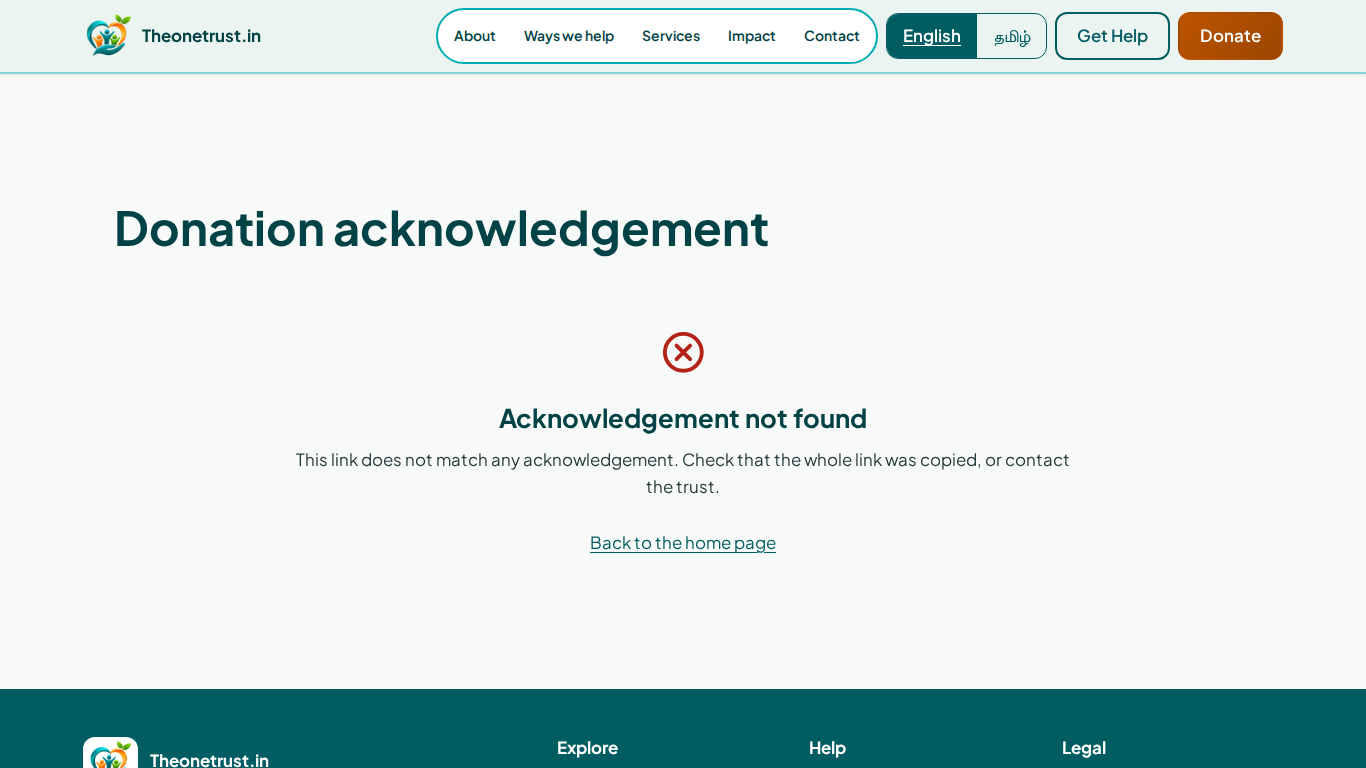 Theonetrust.in
About
Ways we help
Services
Impact
Contact
English
தமிழ்
Get Help
Donate
Donation acknowledgement
Acknowledgement not found
This link does not match any acknowledgement. Check that the whole link was copied, or contact
the trust.
Back to the home page
Theonetrust.in
Explore
Help
Legal